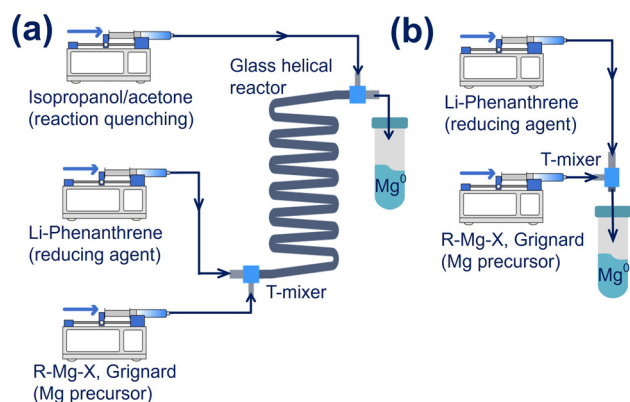 (a)
Isopropanol/acetone
(reaction quenching)
Glass helical
reactor
Mg⁰
Li-Phenanthrene
(reducing agent)
T-mixer
R-Mg-X, Grignard
(Mg precursor)
(b)
Li-Phenanthrene
(reducing agent)
T-mixer
R-Mg-X, Grignard
(Mg precursor)
Mg⁰